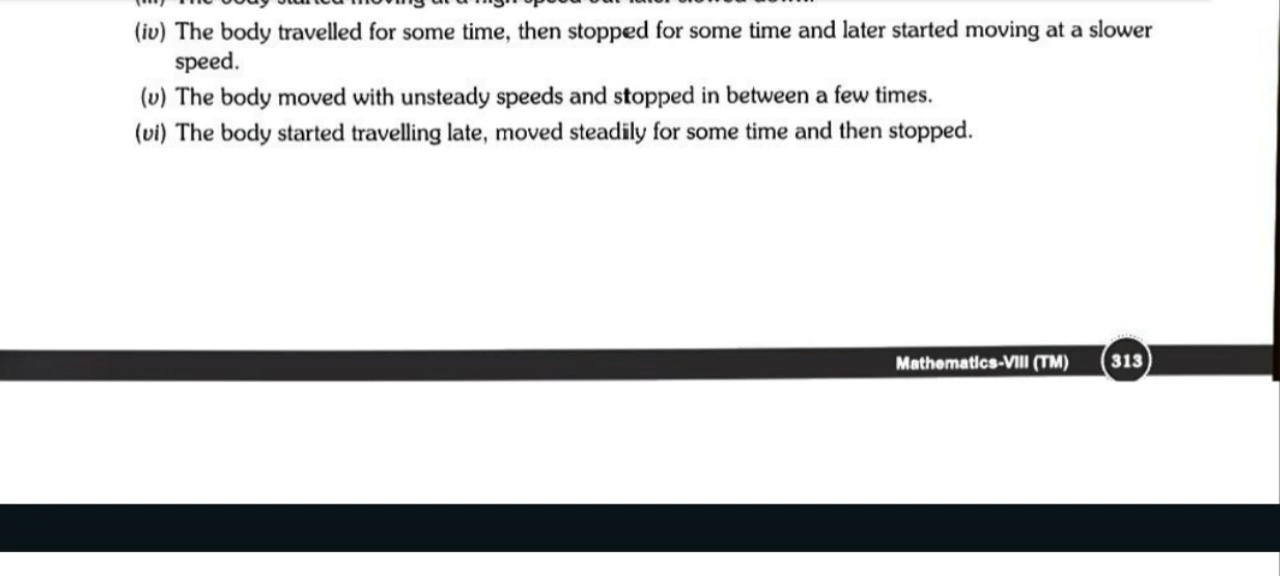 (iv) The body travelled for some time, then stopped for some time and later started moving at a slower
speed.
(v) The body moved with unsteady speeds and stopped in between a few times.
(vi) The body started travelling late, moved steadily for some time and then stopped.
Mathematics-VIII (TM) 313